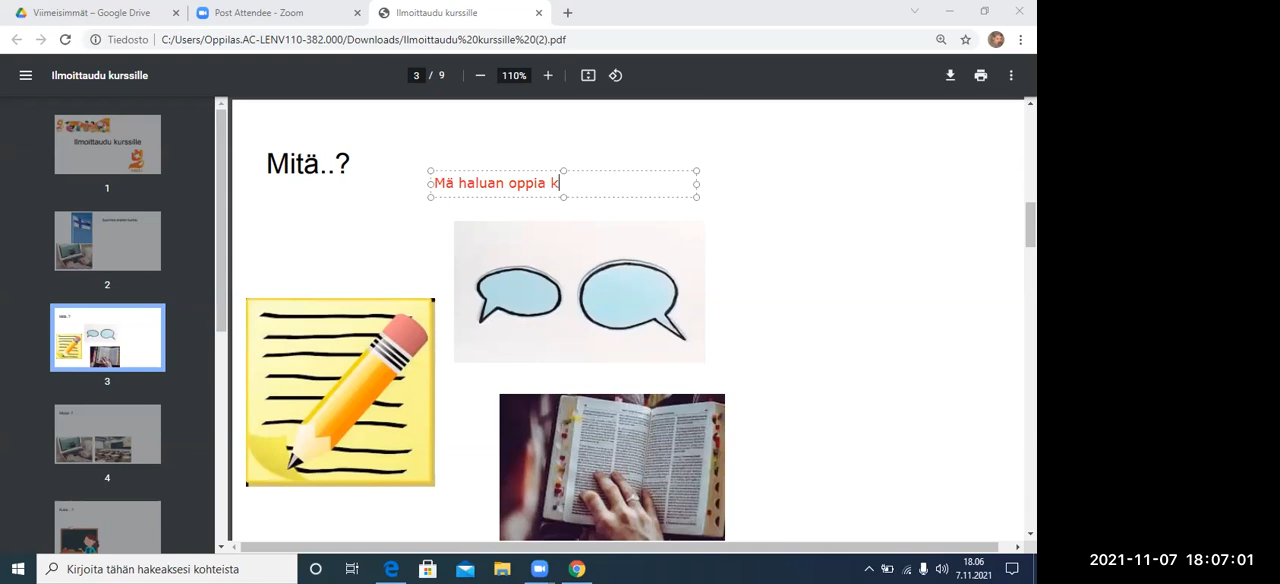 Viimeisimmät – Google Drive
Post Attendee - Zoom
Ilmoittaudu kurssille
Tiedosto
C:/Users/Oppilas.AC-LENV110-382.000/Downloads/Ilmoittaudu%20kurssille%20(2).pdf
Ilmoittaudu kurssille
3 / 9
110%
Ilmoittaudu kurssille
1
2
3
4
Mitä..?
Mä haluan oppia k
Kirjoita tähän hakeaksesi kohteista
18.06
7.11.2021
2021-11-07 18:07:01